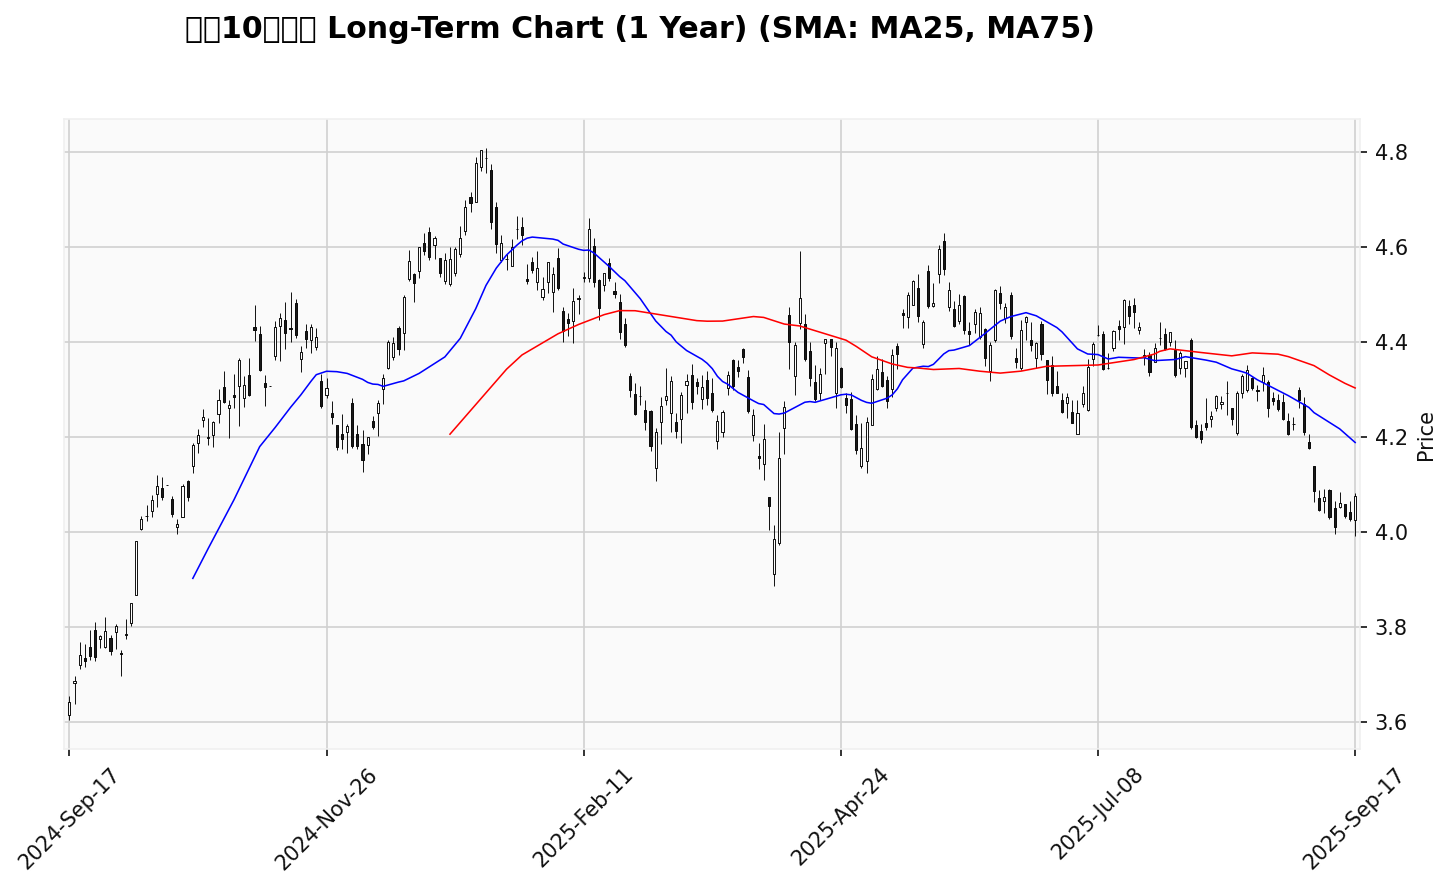 10 Long-Term Chart (1 Year) (SMA: MA25, MA75)
4.8
4.6
4.4
4.2
4.0
3.8
3.6
Price
2024-Sep-17
2024-Nov-26
2025-Feb-11
2025-Apr-24
2025-Jul-08
2025-Sep-17